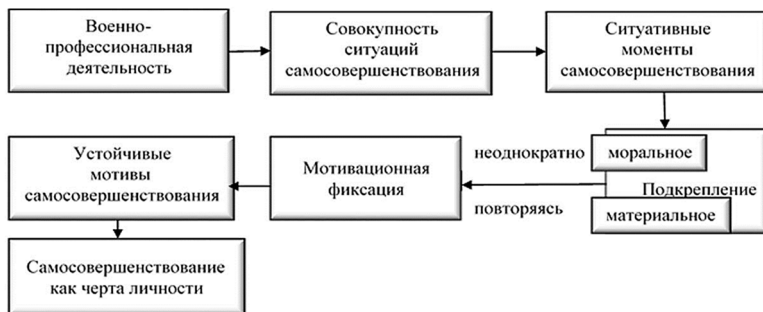 Военно-
профессиональная
деятельность
Совокупность
ситуаций
самосовершенствования
Ситуативные
моменты
самосовершенствования
моральное
Подкрепление
материальное
неоднократно
повторяясь
Мотивационная
фиксация
Устойчивые
мотивы
самосовершенствования
Самосовершенствование
как черта личности